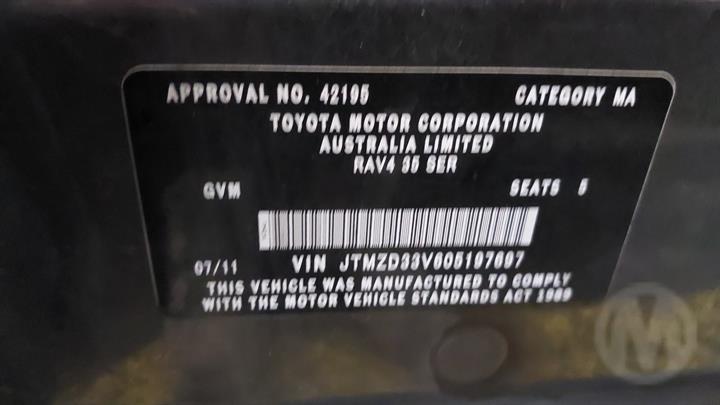 APPROVAL NO. 42195 CATEGORY MA
TOYOTA MOTOR CORPORATION
AUSTRALIA LIMITED
RAV4 35 SER
GVM SEATS 5
07/11 VIN JTMZD33V605197697
THIS VEHICLE WAS MANUFACTURED TO COMPLY
WITH THE MOTOR VEHICLE STANDARDS ACT 1989
M